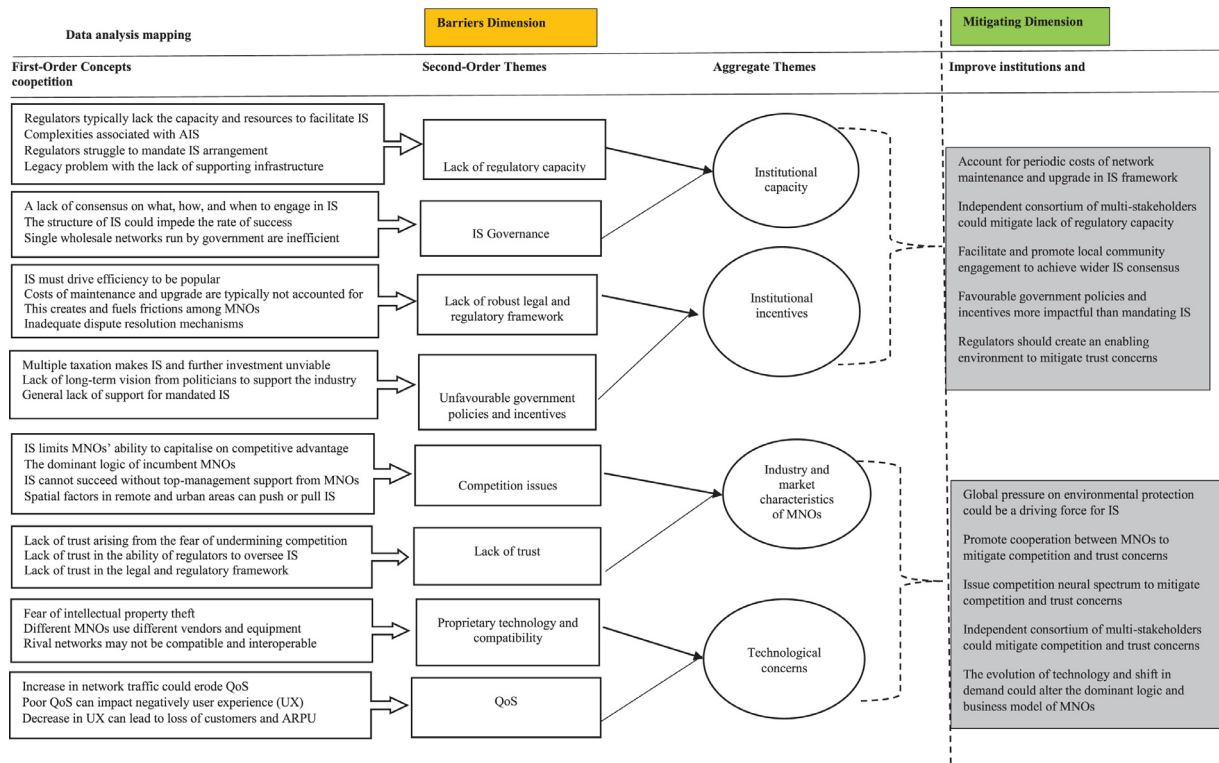 Data analysis mapping
Barriers Dimension
Mitigating Dimension
First-Order Concepts
coopetition
Second-Order Themes
Aggregate Themes
Improve institutions and
Regulators typically lack the capacity and resources to facilitate IS
Complexities associated with AIS
Regulators struggle to mandate IS arrangement
Legacy problem with the lack of supporting infrastructure
Lack of regulatory capacity
A lack of consensus on what, how, and when to engage in IS
The structure of IS could impede the rate of success
Single wholesale networks run by government are inefficient
IS Governance
Institutional
capacity
IS must drive efficiency to be popular
Costs of maintenance and upgrade are typically not accounted for
This creates and fuels frictions among MNOs
Inadequate dispute resolution mechanisms
Lack of robust legal and
regulatory framework
Multiple taxation makes IS and further investment unviable
Lack of long-term vision from politicians to support the industry
General lack of support for mandated IS
Unfavourable government
policies and incentives
Institutional
incentives
Account for periodic costs of network
maintenance and upgrade in IS framework
Independent consortium of multi-stakeholders
could mitigate lack of regulatory capacity
Facilitate and promote local community
engagement to achieve wider IS consensus
Favourable government policies and
incentives more impactful than mandating IS
Regulators should create an enabling
environment to mitigate trust concerns
IS limits MNOs' ability to capitalise on competitive advantage
The dominant logic of incumbent MNOs
IS cannot succeed without top-management support from MNOs
Spatial factors in remote and urban areas can push or pull IS
Competition issues
Lack of trust arising from the fear of undermining competition
Lack of trust in the ability of regulators to oversee IS
Lack of trust in the legal and regulatory framework
Lack of trust
Industry and
market
characteristics
of MNOs
Fear of intellectual property theft
Different MNOs use different vendors and equipment
Rival networks may not be compatible and interoperable
Proprietary technology and
compatibility
Increase in network traffic could erode QoS
Poor QoS can impact negatively user experience (UX)
Decrease in UX can lead to loss of customers and ARPU
QoS
Technological
concerns
Global pressure on environmental protection
could be a driving force for IS
Promote cooperation between MNOs to
mitigate competition and trust concerns
Issue competition neural spectrum to mitigate
competition and trust concerns
Independent consortium of multi-stakeholders
could mitigate competition and trust concerns
The evolution of technology and shift in
demand could alter the dominant logic and
business model of MNOs